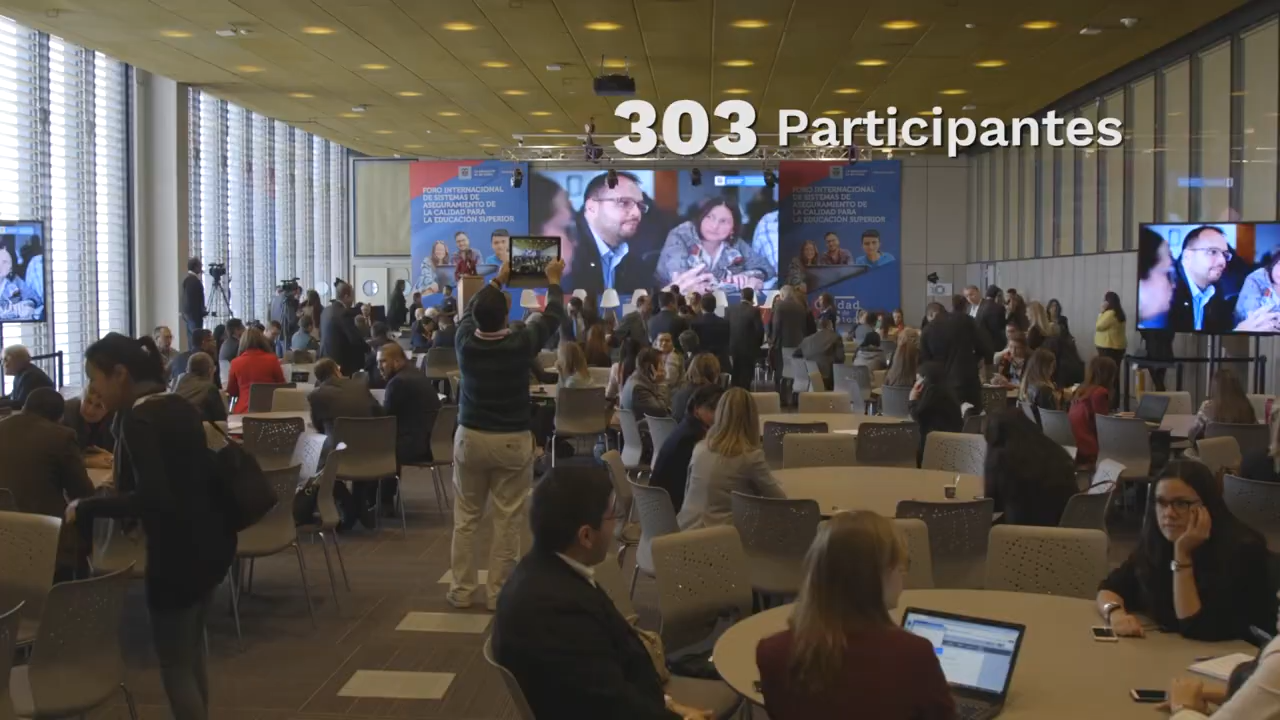 303 Participantes
FORO INTERNACIONAL
DE SISTEMAS DE
ASEGURAMIENTO DE
LA CALIDAD PARA
LA EDUCACIÓN SUPERIOR
FORO INTERNACIONAL
DE SISTEMAS DE
ASEGURAMIENTO DE
LA CALIDAD PARA
LA EDUCACIÓN SUPERIOR